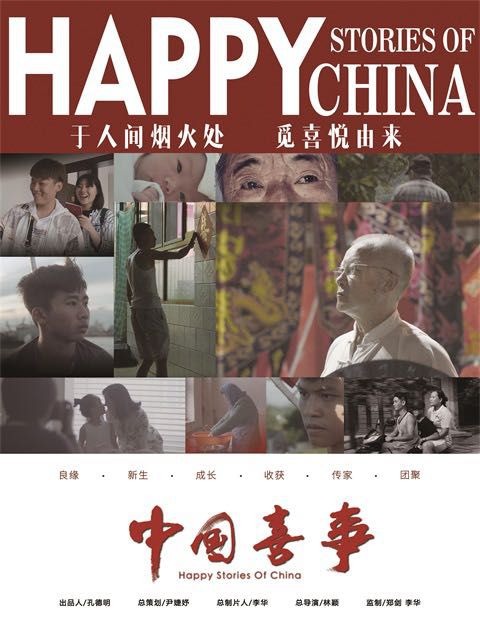 HAPPY STORIES OF
CHINA
于人间烟火处 觅喜悦由来
良缘 · 新生 · 成长 · 收获 · 传家 · 团聚
中国喜事
Happy Stories Of China
出品人/孔德明 总策划/尹婕妤 总制片人/李华 总导演/林颖 监制/郑剑 李华